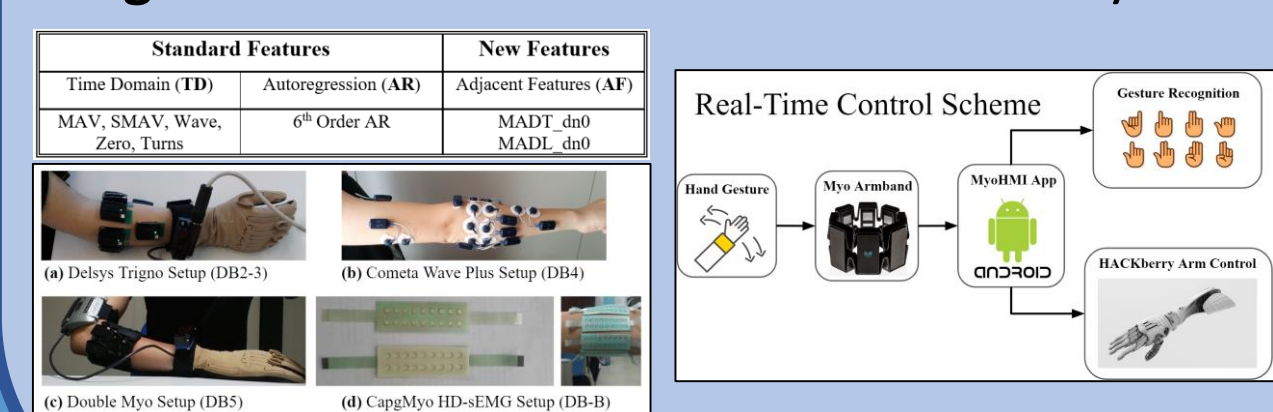 Standard Features New Features
Time Domain (TD) Autoregression (AR) Adjacent Features (AF)
MAV, SMAV, Wave, Zero, Turns 6th Order AR MADT_dn0 MADL_dn0
(a) Delsys Trigno Setup (DB2-3) (b) Cometa Wave Plus Setup (DB4)
(c) Double Myo Setup (DB5) (d) CapgMyo HD-sEMG Setup (DB-B)
Real-Time Control Scheme
Hand Gesture
Myo Armband
MyoHMI App
ANDROID
Gesture Recognition
HACKberry Arm Control